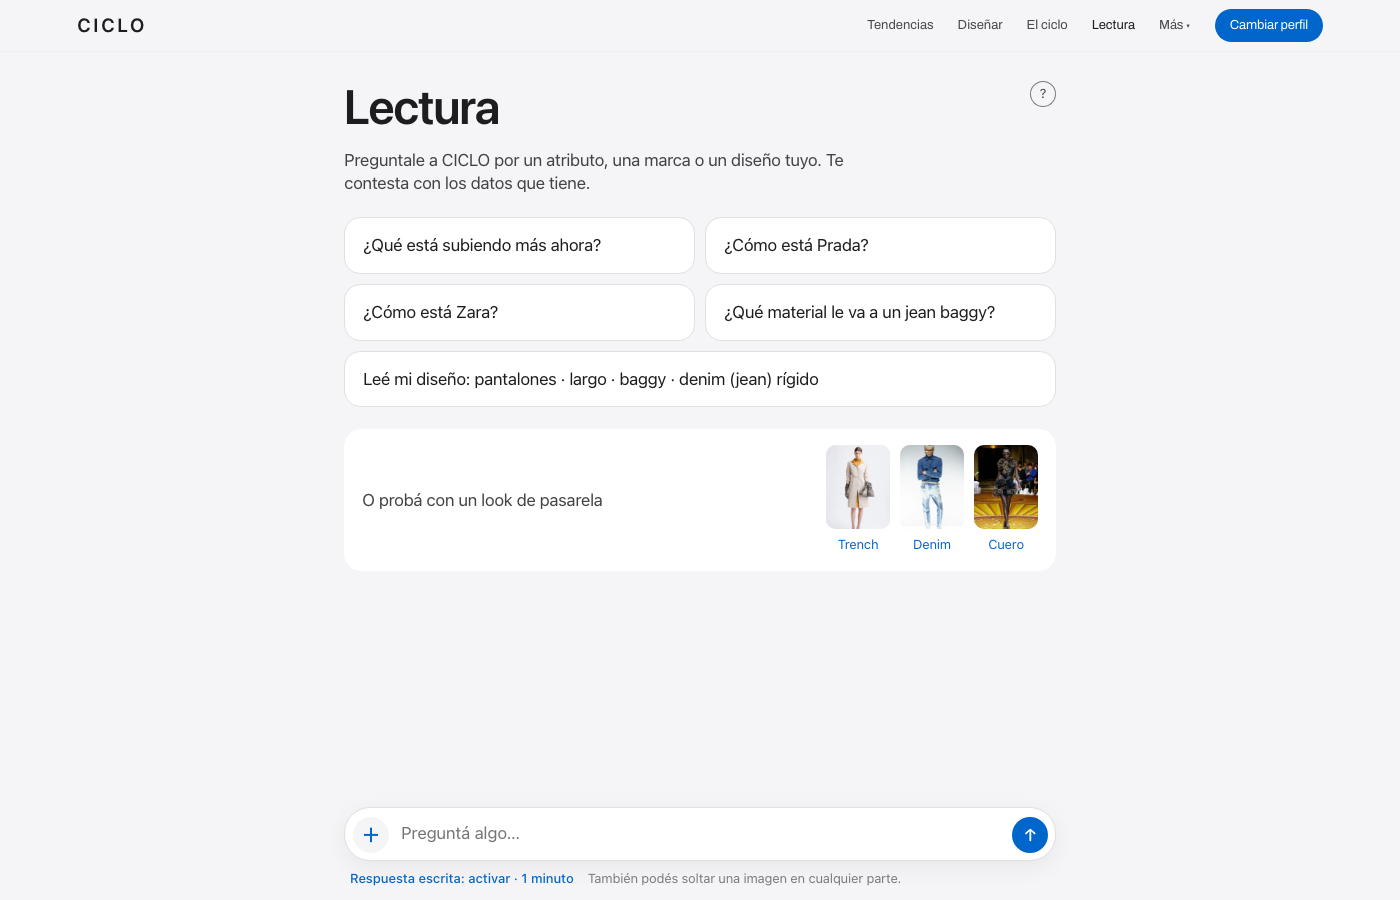 CICLO
Tendencias
Diseñar
El ciclo
Lectura
Más
Cambiar perfil
Lectura
?
Preguntale a CICLO por un atributo, una marca o un diseño tuyo. Te
contesta con los datos que tiene.
¿Qué está subiendo más ahora?
¿Cómo está Prada?
¿Cómo está Zara?
¿Qué material le va a un jean baggy?
Leé mi diseño: pantalones · largo · baggy · denim (jean) rígido
O probá con un look de pasarela
Trench
Denim
Cuero
Preguntá algo...
Respuesta escrita: activar · 1 minuto
También podés soltar una imagen en cualquier parte.